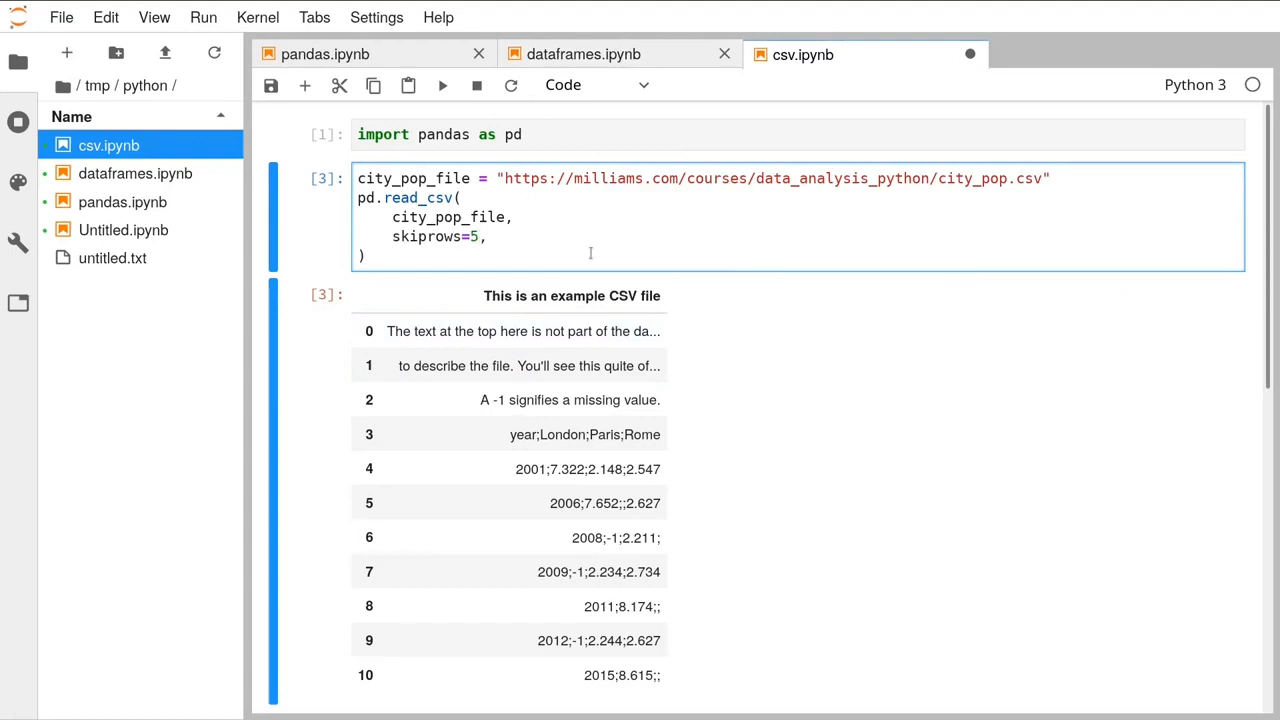 File Edit View Run Kernel Tabs Settings Help
pandas.ipynb
dataframes.ipynb
csv.ipynb
/ tmp / python /
Code
Python 3
Name
csv.ipynb
dataframes.ipynb
pandas.ipynb
Untitled.ipynb
untitled.txt
[1]: import pandas as pd
[3]: city_pop_file = "https://milliams.com/courses/data_analysis_python/city_pop.csv"
pd.read_csv(
    city_pop_file,
    skiprows=5,
)
[3]: This is an example CSV file
0 The text at the top here is not part of the da...
1 to describe the file. You'll see this quite of...
2 A -1 signifies a missing value.
3 year;London;Paris;Rome
4 2001;7.322;2.148;2.547
5 2006;7.652;;2.627
6 2008;-1;2.211;
7 2009;-1;2.234;2.734
8 2011;8.174;;
9 2012;-1;2.244;2.627
10 2015;8.615;;